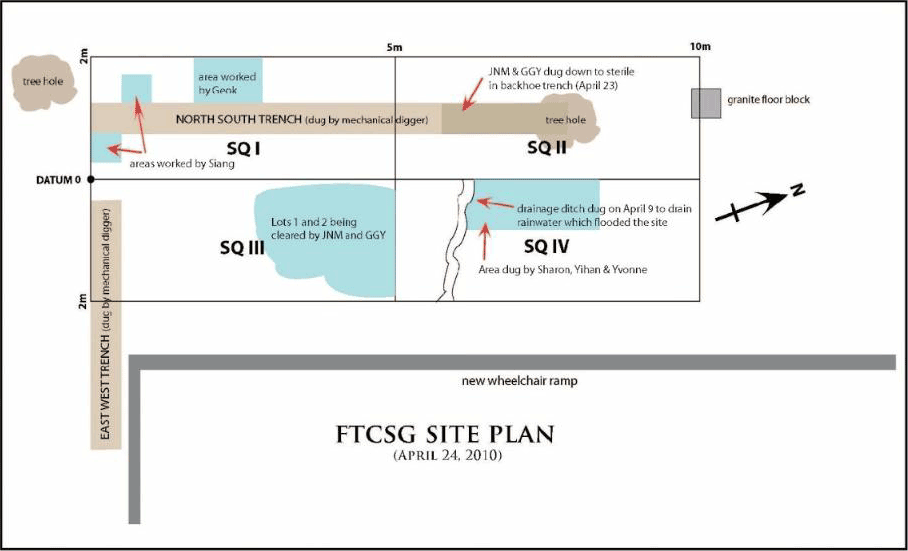 2m
5m
10m
tree hole
area worked
by Geok
JNM & GGY dug down to sterile
in backhoe trench (April 23)
granite floor block
NORTH SOUTH TRENCH (dug by mechanical digger)
tree hole
SQ I
SQ II
areas worked by Siang
DATUM 0
N
Lots 1 and 2 being
cleared by JNM and GGY
SQ III
drainage ditch dug on April 9 to drain
rainwater which flooded the site
SQ IV
Area dug by Sharon, Yihan & Yvonne
2m
EAST WEST TRENCH (dug by mechanical digger)
new wheelchair ramp
FTCSG SITE PLAN
(APRIL 24, 2010)